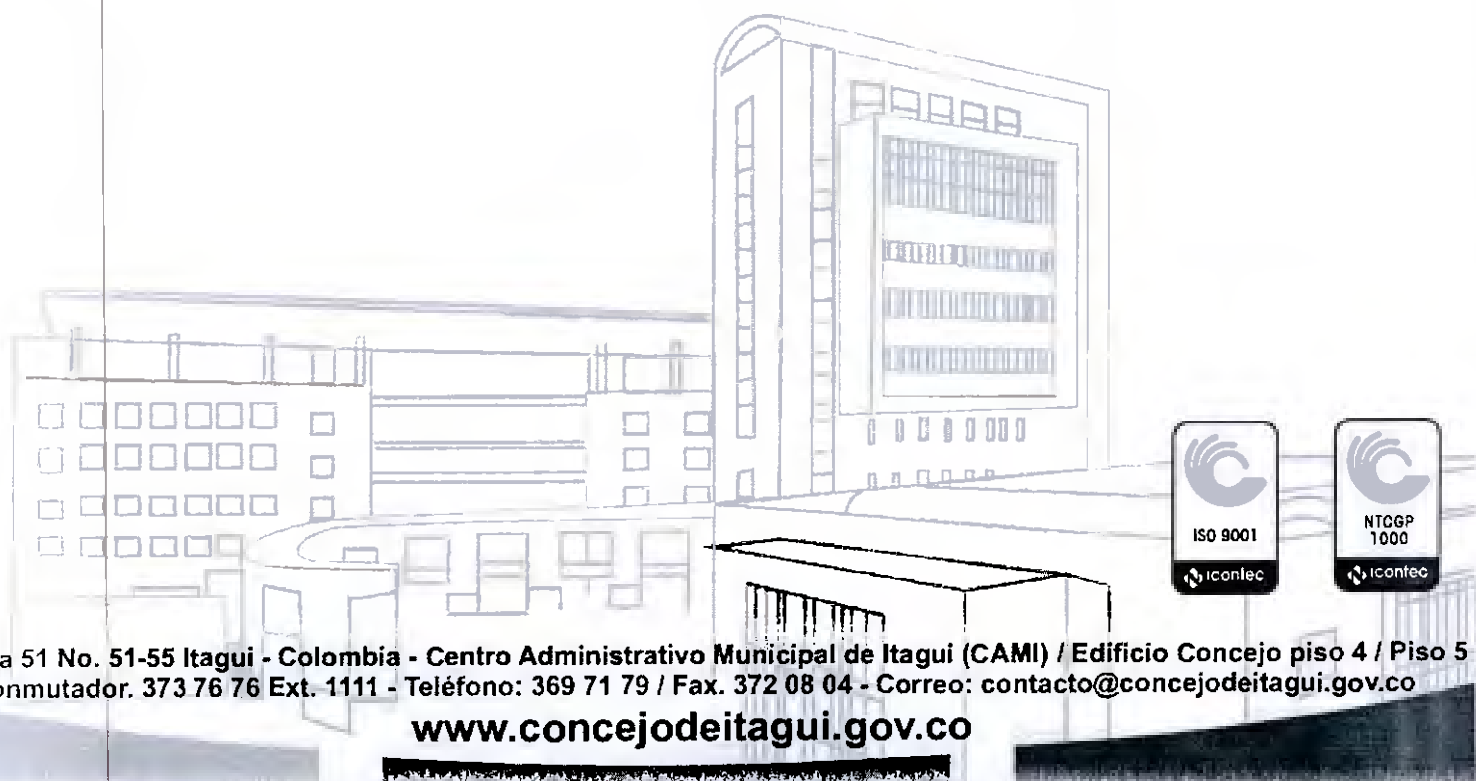 ISO 9001
icontec
NTCGP
1000
icontec
a 51 No. 51-55 Itagui - Colombia - Centro Administrativo Municipal de Itagui (CAMI) / Edificio Concejo piso 4 / Piso 5
onmutador. 373 76 76 Ext. 1111 - Teléfono: 369 71 79 / Fax. 372 08 04 - Correo: contacto@concejodeitagui.gov.co
www.concejodeitagui.gov.co